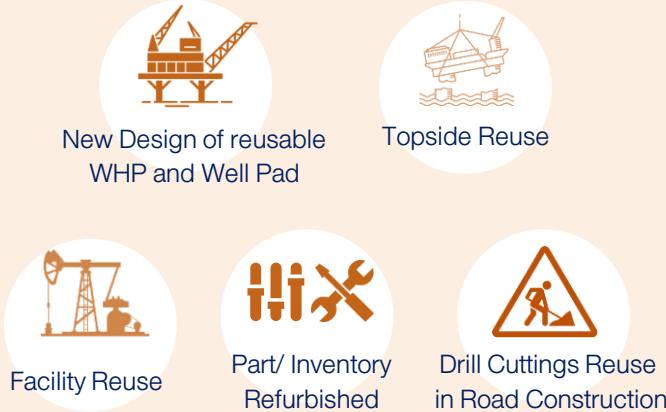 New Design of reusable
WHP and Well Pad
Topside Reuse
Facility Reuse
Part/ Inventory
Refurbished
Drill Cuttings Reuse
in Road Construction